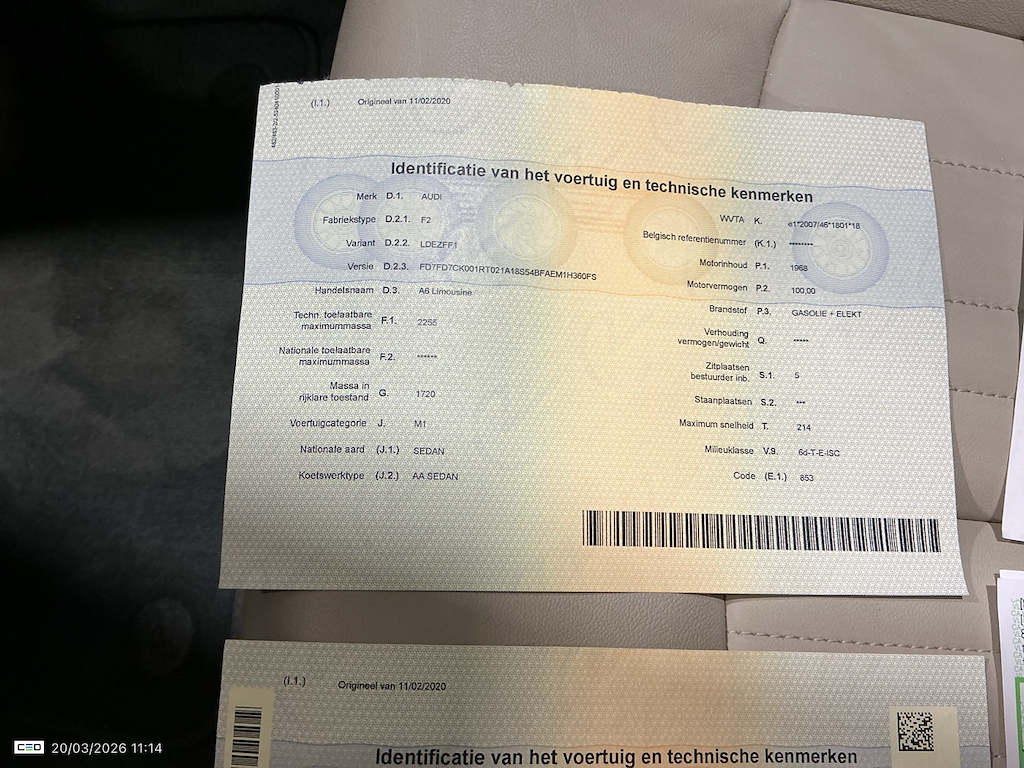 (I.1.) Origineel van 11/02/2020
Identificatie van het voertuig en technische kenmerken
Merk D.1. AUDI
Fabriekstype D.2.1. F2
Variant D.2.2. LDEZFF1
Versie D.2.3. FD7FD7CK001RT021A18S54BFAEM1H360FS
Handelsnaam D.3. A6 Limousine
Techn. toelaatbare
maximummassa F.1. 2255
Nationale toelaatbare
maximummassa F.2. ******
Massa in
rijklare toestand G. 1720
Voertuigcategorie J. M1
Nationale aard (J.1.) SEDAN
Koetswerktype (J.2.) AA SEDAN
WVTA K. e1*2007/46*1801*18
Belgisch referentienummer (K.1.) ********
Motorinhoud P.1. 1968
Motorvermogen P.2. 100,00
Brandstof P.3. GASOLIE + ELEKT
Verhouding
vermogen/gewicht Q. *****
Zitplaatsen
bestuurder inb. S.1. 5
Staanplaatsen S.2. ***
Maximum snelheid T. 214
Milieuklasse V.9. 6d-T-E-ISC
Code (E.1.) 853
(I.1.) Origineel van 11/02/2020
Identificatie van het voertuig en technische kenmerken
CEO 20/03/2026 11:14